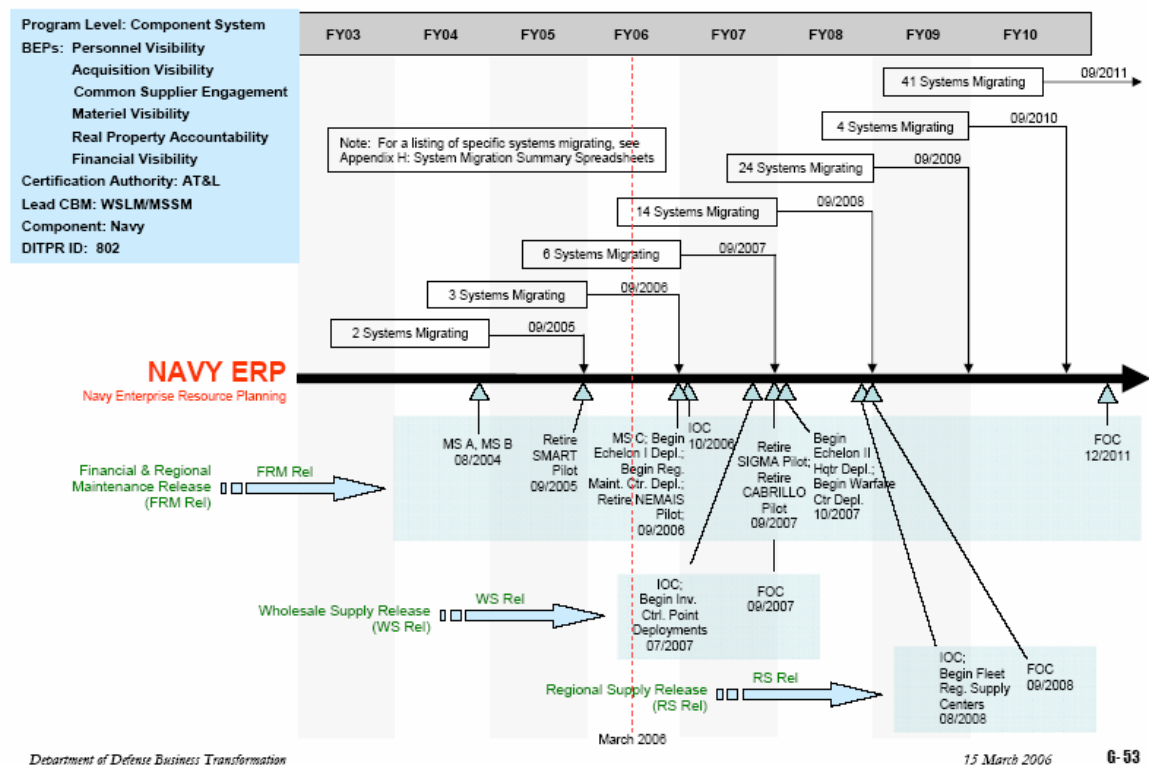 Program Level: Component System
BEPs: Personnel Visibility
Acquisition Visibility
Common Supplier Engagement
Materiel Visibility
Real Property Accountability
Financial Visibility
Certification Authority: AT&L
Lead CBM: WSLM/MSSM
Component: Navy
DITPR ID: 802
FY03 FY04 FY05 FY06 FY07 FY08 FY09 FY10
41 Systems Migrating 09/2011
4 Systems Migrating 09/2010
Note: For a listing of specific systems migrating, see
Appendix H: System Migration Summary Spreadsheets
24 Systems Migrating 09/2009
14 Systems Migrating 09/2008
6 Systems Migrating 09/2007
3 Systems Migrating 09/2006
2 Systems Migrating 09/2005
NAVY ERP
Navy Enterprise Resource Planning
Financial & Regional
Maintenance Release
(FRM Rel)
FRM Rel
MS A, MS B
08/2004
Retire
SMART
Pilot
09/2005
MS C; Begin
Echelon I Depl.;
Begin Reg.
Maint. Ctr. Depl.;
Retire NEMAIS
Pilot;
09/2006
IOC
10/2006
Retire
SIGMA Pilot;
Retire
CABRILLO
Pilot
09/2007
Begin
Echelon II
Hqtr Depl.;
Begin Warfare
Ctr Depl.
10/2007
FOC
12/2011
Wholesale Supply Release
(WS Rel)
WS Rel
IOC;
Begin Inv.
Ctrl. Point
Deployments
07/2007
FOC
09/2007
Regional Supply Release
(RS Rel)
RS Rel
IOC;
Begin Fleet
Reg. Supply
Centers
08/2008
FOC
09/2008
March 2006
Department of Defense Business Transformation
15 March 2006
G-53